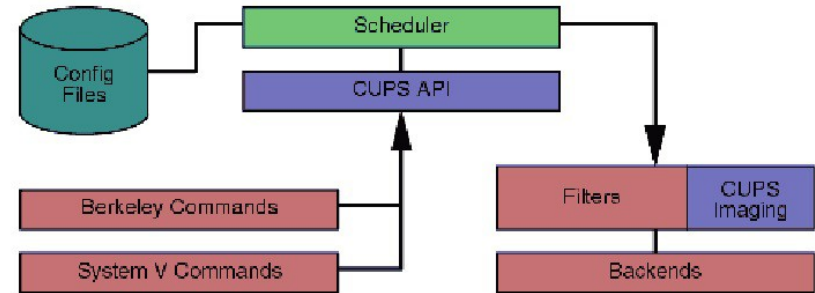 Scheduler
Config
Files
CUPS API
Berkeley Commands
Filters
CUPS
Imaging
System V Commands
Backends